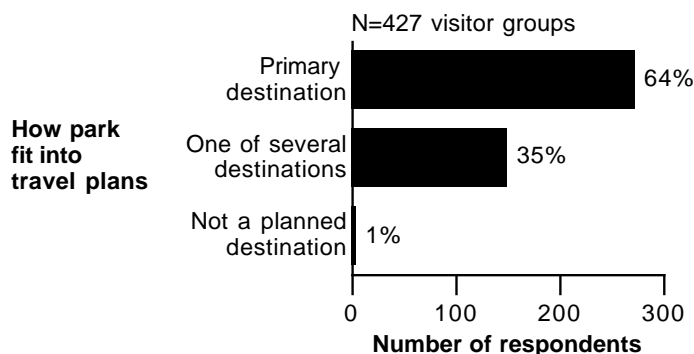 N=427 visitor groups
Primary
destination
64%
How park
fit into
travel plans
One of several
destinations
35%
Not a planned
destination
1%
0 100 200 300
Number of respondents